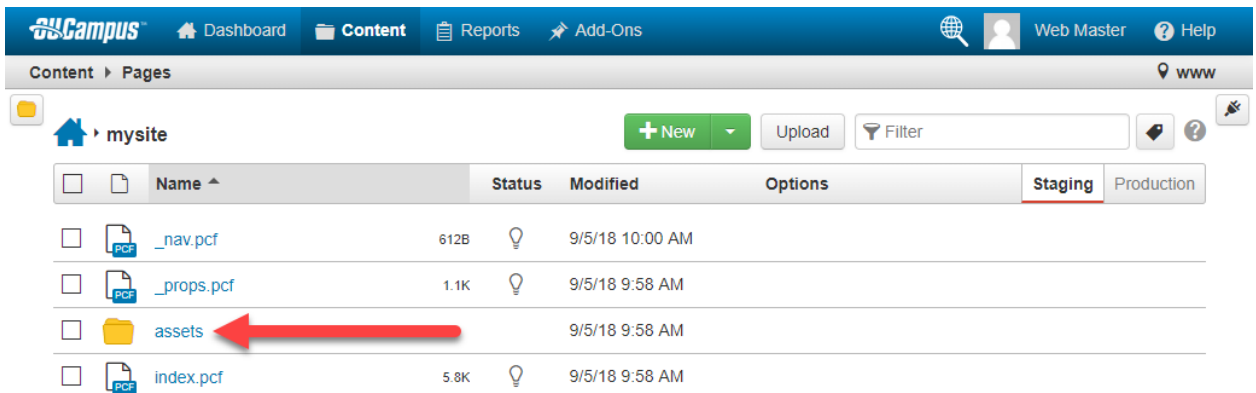 OU Campus™ Dashboard Content Reports Add-Ons Web Master Help
Content Pages www
mysite New Upload Filter
Name Status Modified Options Staging Production
PCF _nav.pcf 612B 9/5/18 10:00 AM
PCF _props.pcf 1.1K 9/5/18 9:58 AM
assets 9/5/18 9:58 AM
PCF index.pcf 5.8K 9/5/18 9:58 AM